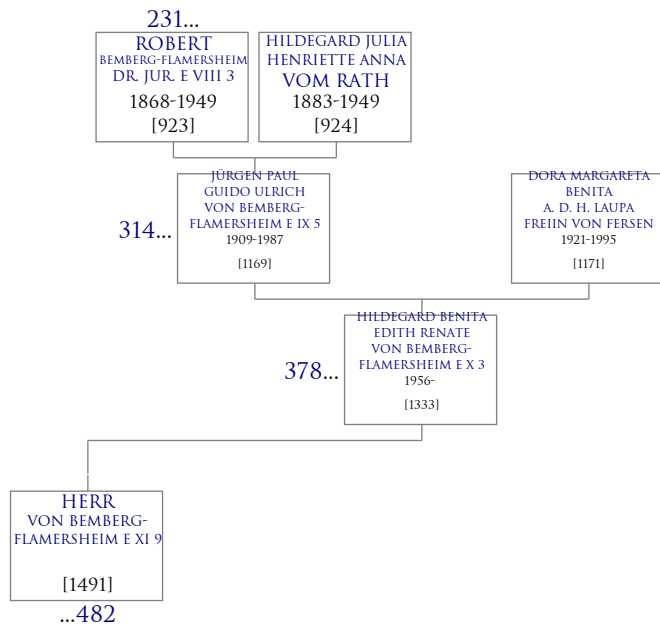 231...
ROBERT
BEMBERG-FLAMERSHEIM
DR. JUR. E VIII 3
1868-1949
[923]
HILDEGARD JULIA
HENRIETTE ANNA
VOM RATH
1883-1949
[924]
314...
JÜRGEN PAUL
GUIDO ULRICH
VON BEMBERG-
FLAMERSHEIM E IX 5
1909-1987
[1169]
DORA MARGARETA
BENITA
A. D. H. LAUPA
FREIIN VON FERSEN
1921-1995
[1171]
378...
HILDEGARD BENITA
EDITH RENATE
VON BEMBERG-
FLAMERSHEIM E X 3
1956-
[1333]
HERR
VON BEMBERG-
FLAMERSHEIM E XI 9
[1491]
...482